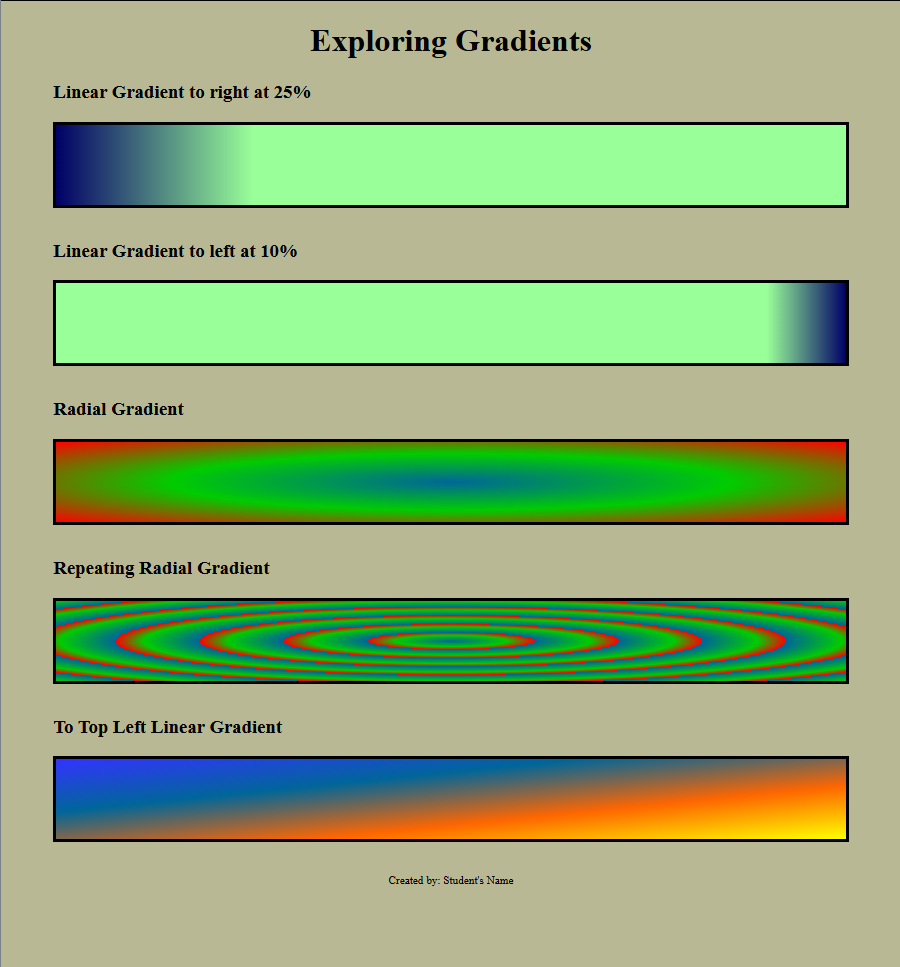 Exploring Gradients
Linear Gradient to right at 25%
Linear Gradient to left at 10%
Radial Gradient
Repeating Radial Gradient
To Top Left Linear Gradient
Created by: Student's Name